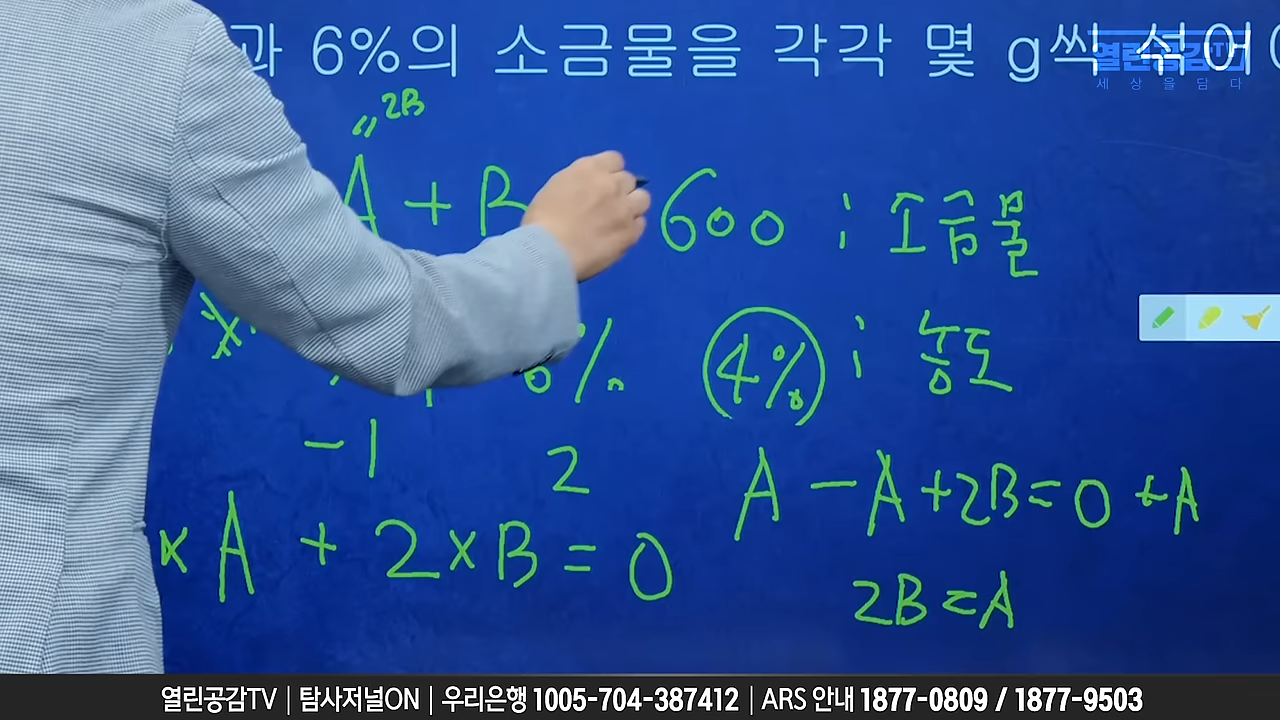 과 6%의 소금물을 각각 몇 g씩 섞어
열린공감TV
세상을담다
"2B
A + B 600 ; 소금물
6% 4% ; 농도
-1 2
A - A + 2B = 0 + A
× A + 2 × B = 0
2B = A
열린공감TV | 탐사저널ON | 우리은행 1005-704-387412 | ARS 안내 1877-0809 / 1877-9503